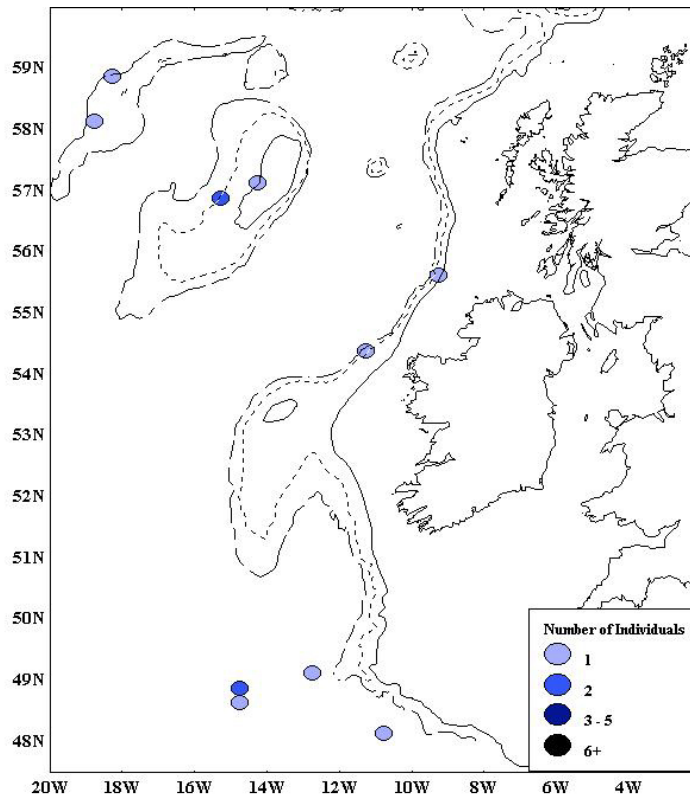 59N
58N
57N
56N
55N
54N
53N
52N
51N
50N
49N
48N
20W 18W 16W 14W 12W 10W 8W 6W 4W
Number of Individuals
1
2
3 - 5
6+